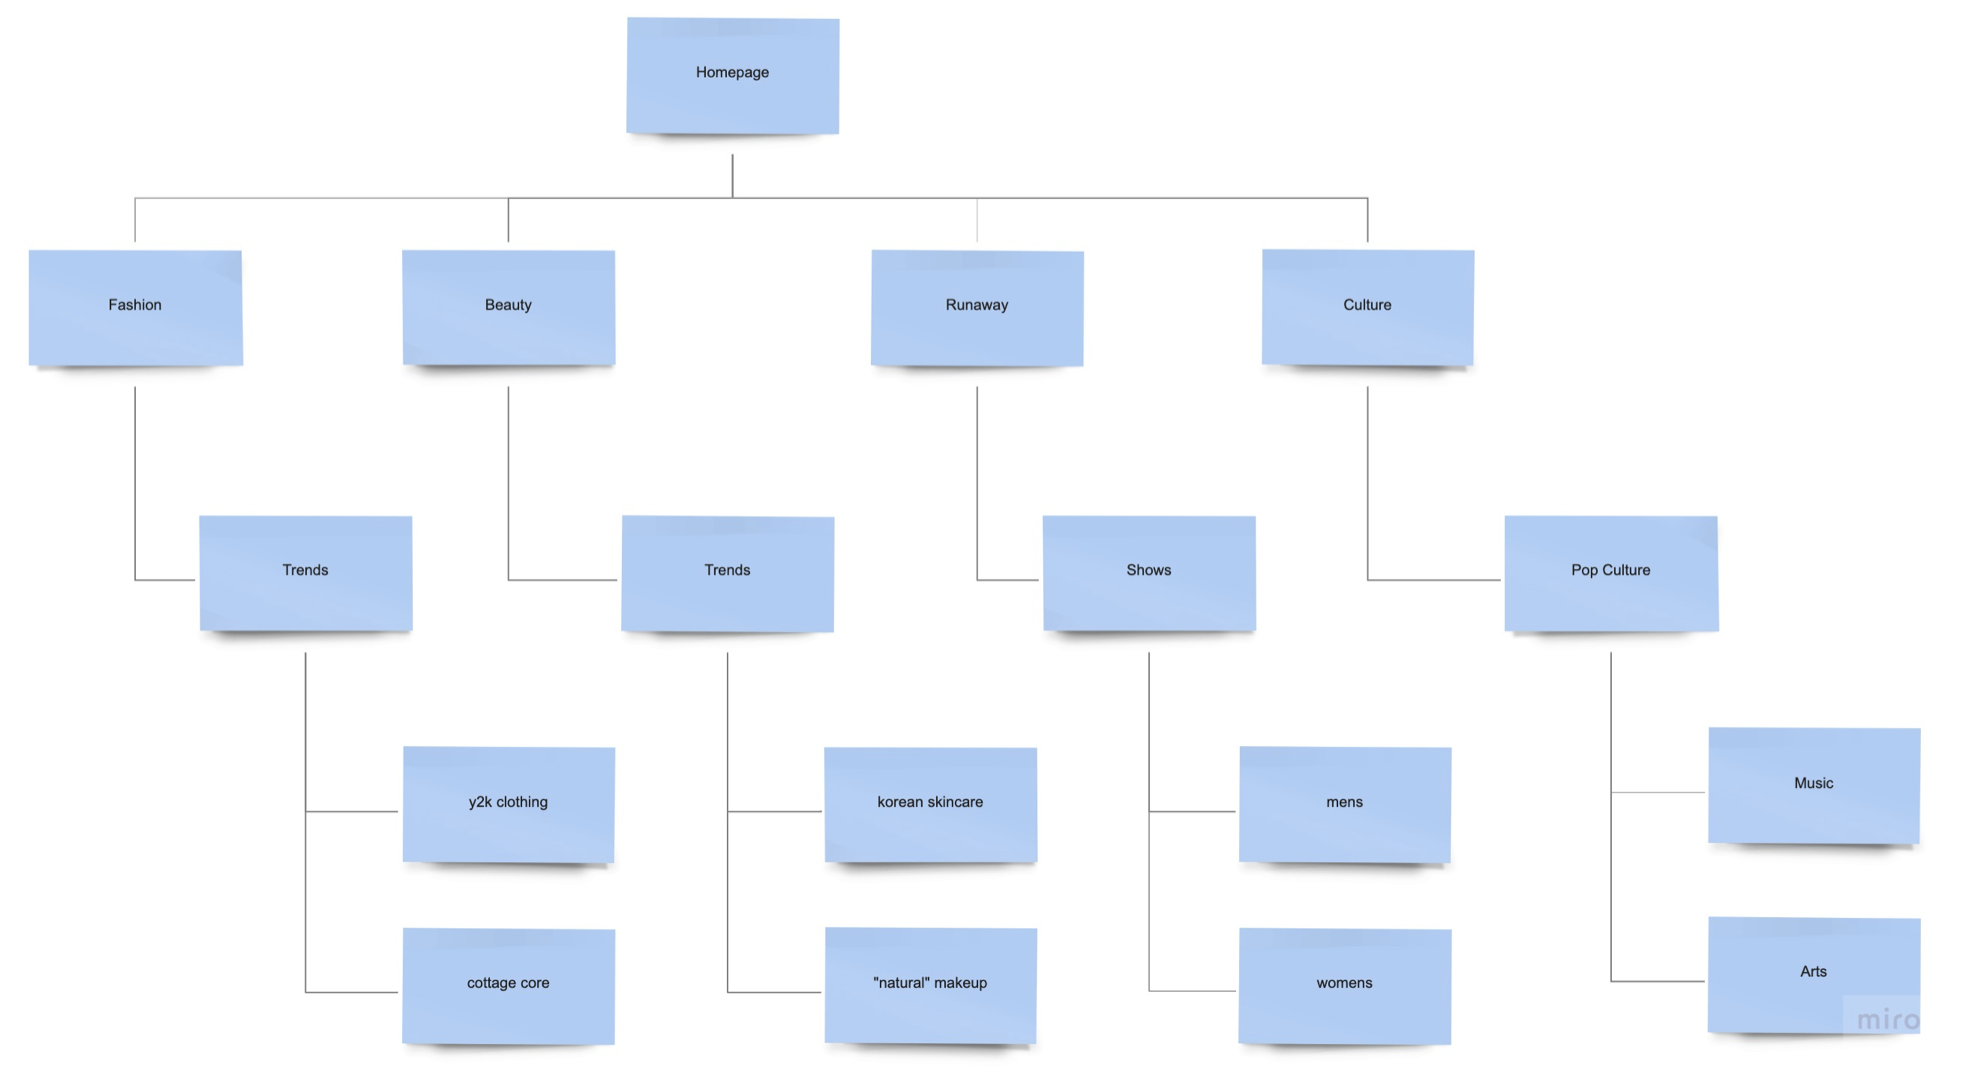 Homepage
Fashion
Beauty
Runaway
Culture
Trends
Trends
Shows
Pop Culture
y2k clothing
korean skincare
mens
Music
cottage core
"natural" makeup
womens
Arts
miro